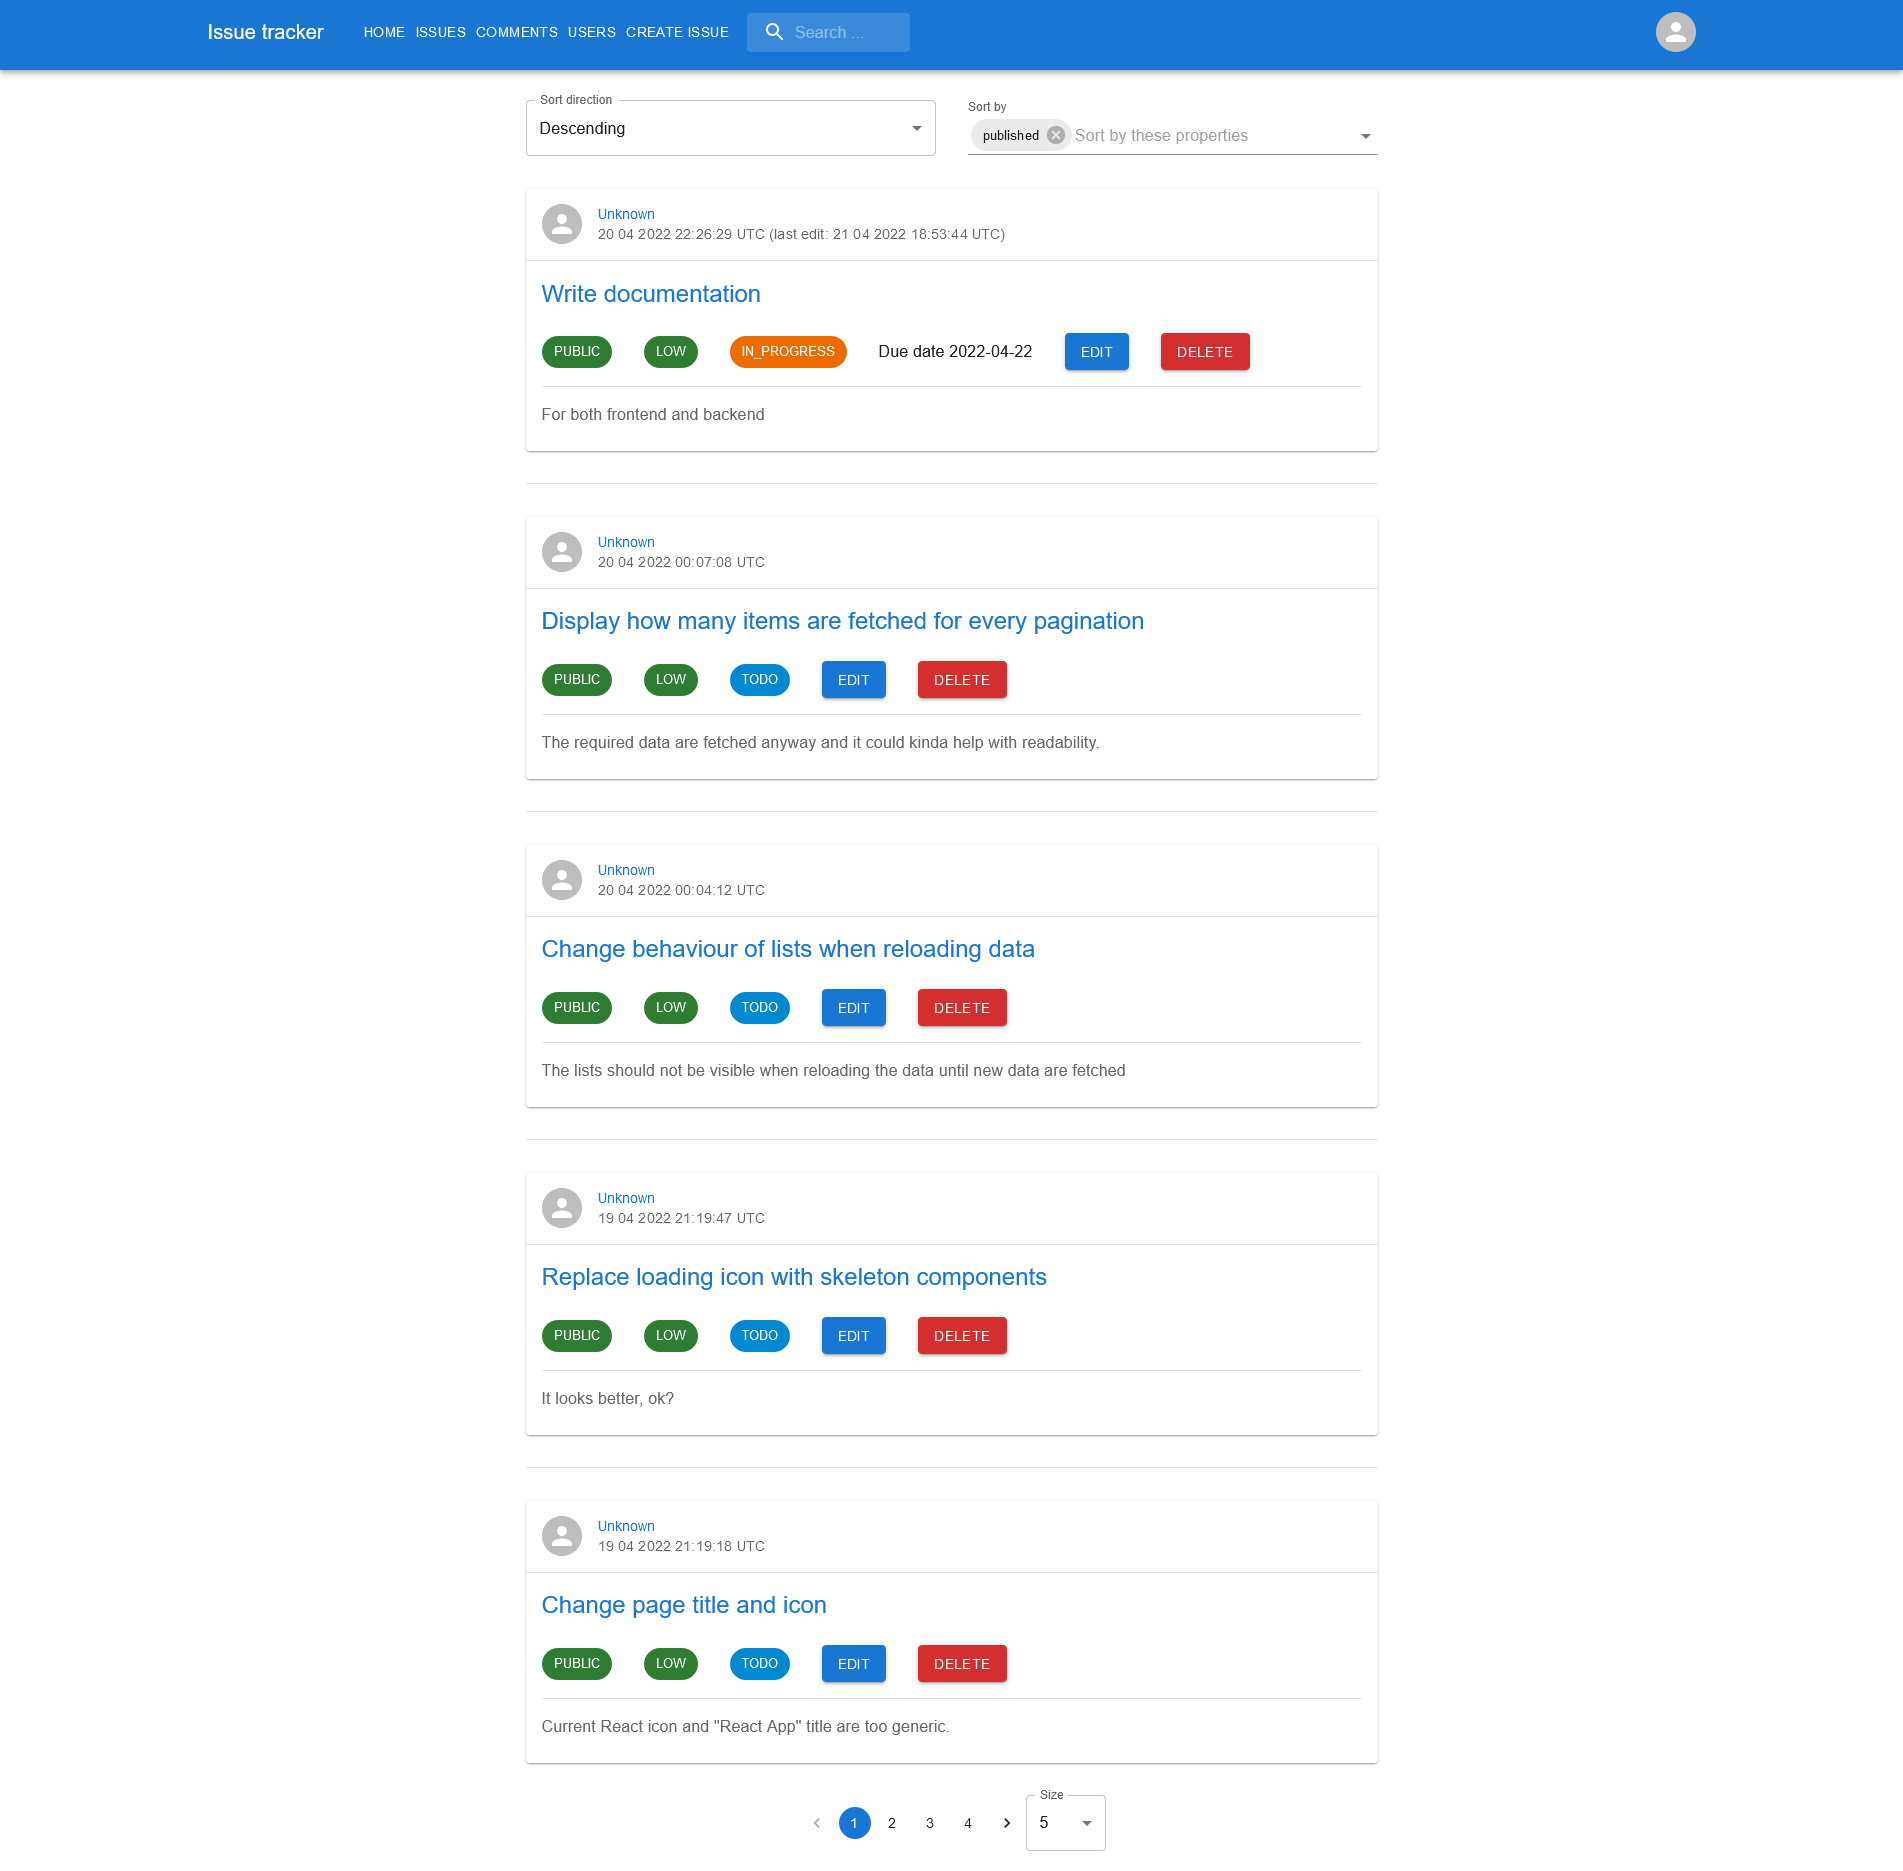 Issue tracker HOME ISSUES COMMENTS USERS CREATE ISSUE Search ...
Sort direction
Descending
Sort by
published Sort by these properties
Unknown
20 04 2022 22:26:29 UTC (last edit: 21 04 2022 18:53:44 UTC)
Write documentation
PUBLIC LOW IN_PROGRESS Due date 2022-04-22 EDIT DELETE
For both frontend and backend
Unknown
20 04 2022 00:07:08 UTC
Display how many items are fetched for every pagination
PUBLIC LOW TODO EDIT DELETE
The required data are fetched anyway and it could kinda help with readability.
Unknown
20 04 2022 00:04:12 UTC
Change behaviour of lists when reloading data
PUBLIC LOW TODO EDIT DELETE
The lists should not be visible when reloading the data until new data are fetched
Unknown
19 04 2022 21:19:47 UTC
Replace loading icon with skeleton components
PUBLIC LOW TODO EDIT DELETE
It looks better, ok?
Unknown
19 04 2022 21:19:18 UTC
Change page title and icon
PUBLIC LOW TODO EDIT DELETE
Current React icon and "React App" title are too generic.
Size
1 2 3 4 5